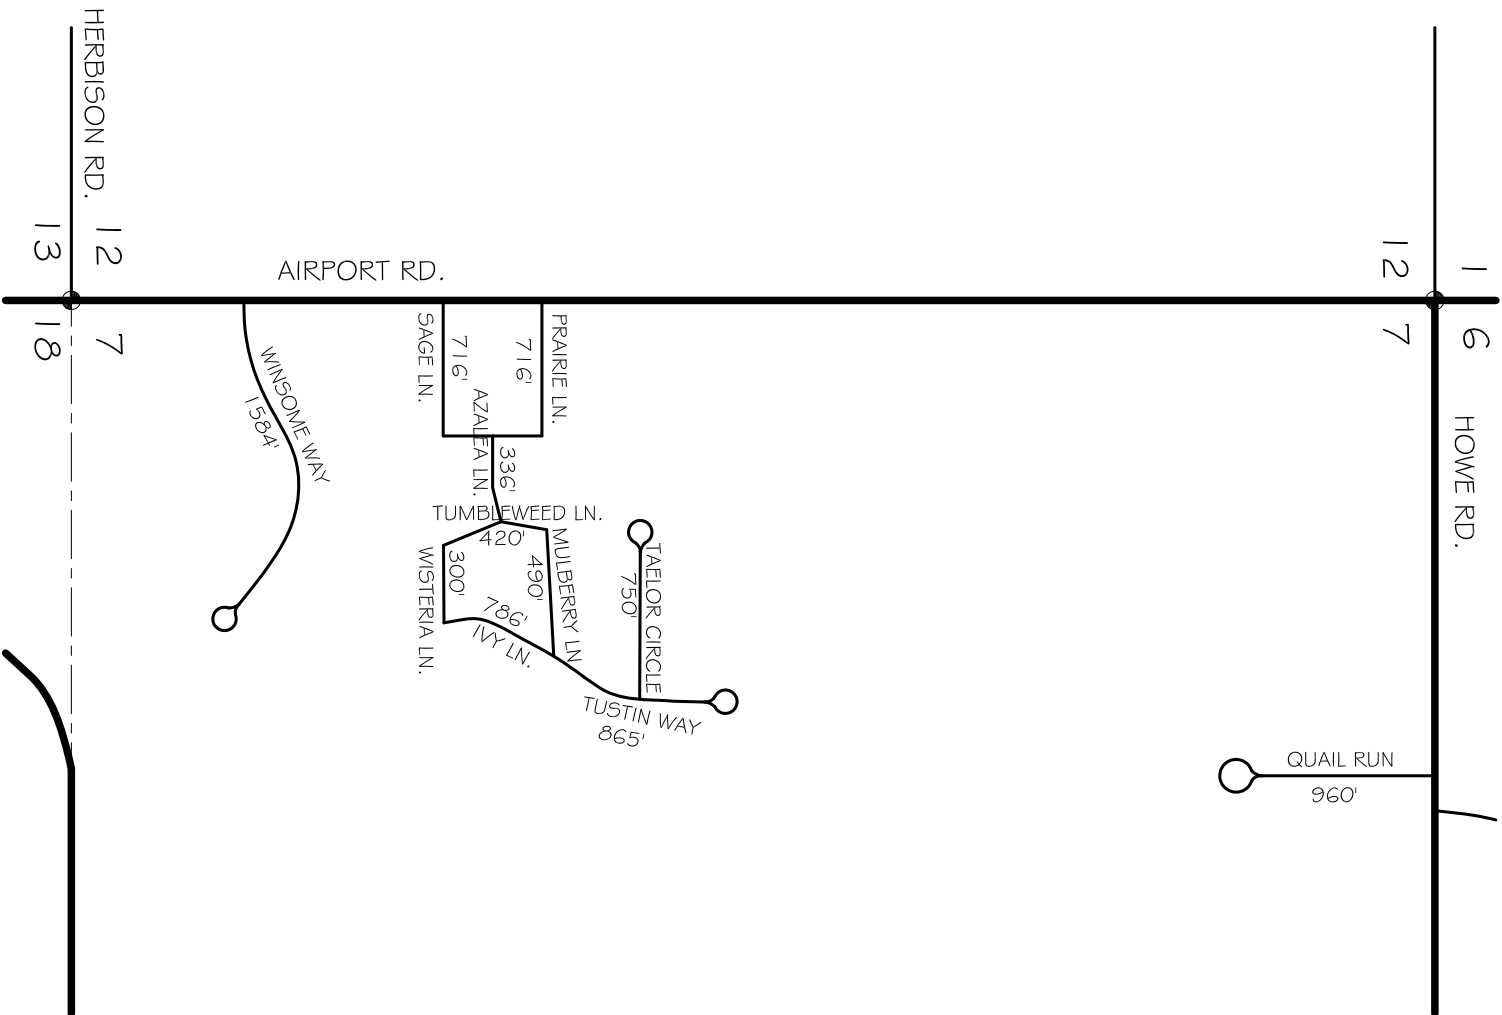 HERBISON RD.
13
12
AIRPORT RD.
12
1
18
7
7
6
SAGE LN.
716'
716'
PRAIRIE LN.
WINSOME WAY
1584'
AZALEA LN.
336'
HOWE RD.
TUMBLEWEED LN.
420'
WISTERIA LN.
300'
490'
MULBERRY LN
786'
IVY LN.
750'
TAELOR CIRCLE
TUSTIN WAY
865'
QUAIL RUN
960'